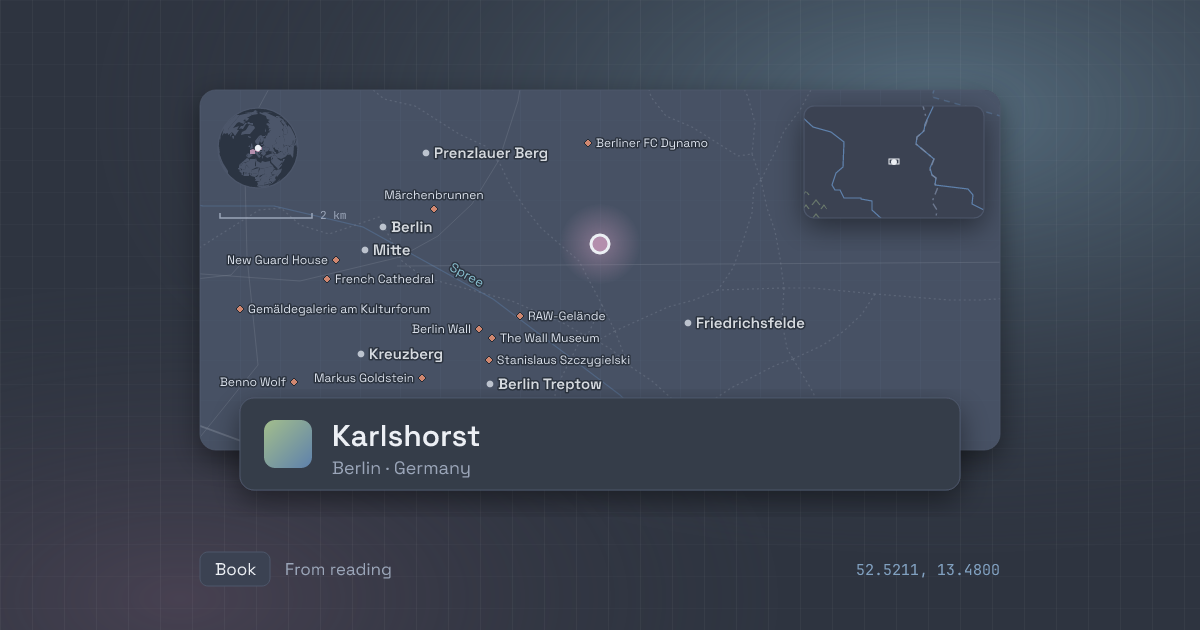 Berliner FC Dynamo
Prenzlauer Berg
Märchenbrunnen
2 km
Berlin
Mitte
New Guard House
Spree
French Cathedral
Gemäldegalerie am Kulturforum
RAW-Gelände
Friedrichsfelde
Berlin Wall
The Wall Museum
Kreuzberg
Stanislaus Szczygielski
Benno Wolf
Markus Goldstein
Berlin Treptow
Karlshorst
Berlin · Germany
Book
From reading
52.5211, 13.4800